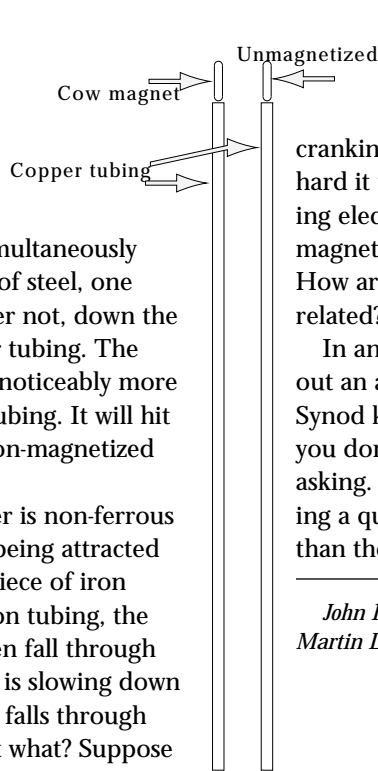 Unmagnetized
Cow magnet
Copper tubing
multaneously
of steel, one
er not, down the
r tubing. The
noticeably more
ubing. It will hit
on-magnetized
er is non-ferrous
being attracted
iece of iron
on tubing, the
en fall through
is slowing down
falls through
k what? Suppose
crankin
hard it
ing elec
magnet
How ar
related?
In an
out an a
Synod k
you don
asking.
ing a qu
than the
John
Martin L